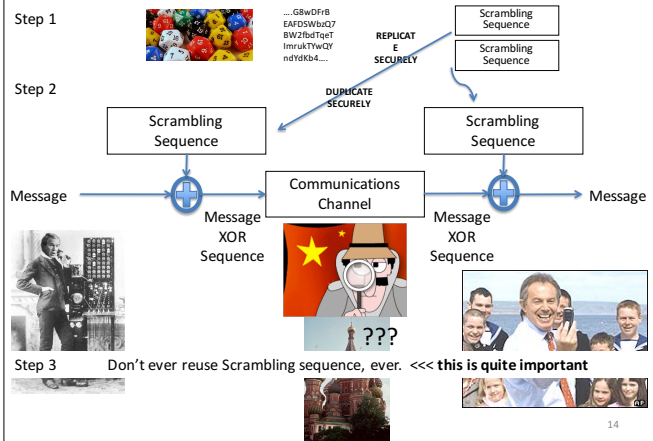 Step 1
….G8wDFrB
EAFDSWbzQ7
BW2fbdTqeT
ImrukTYwQY
ndYdKb4….
REPLICAT
E
SECURELY
Scrambling
Sequence
Scrambling
Sequence
Step 2
DUPLICATE
SECURELY
Scrambling
Sequence
Scrambling
Sequence
Message
Communications
Channel
Message
Message
XOR
Sequence
Message
XOR
Sequence
???
Step 3 Don’t ever reuse Scrambling sequence, ever. <<< this is quite important
AP
14